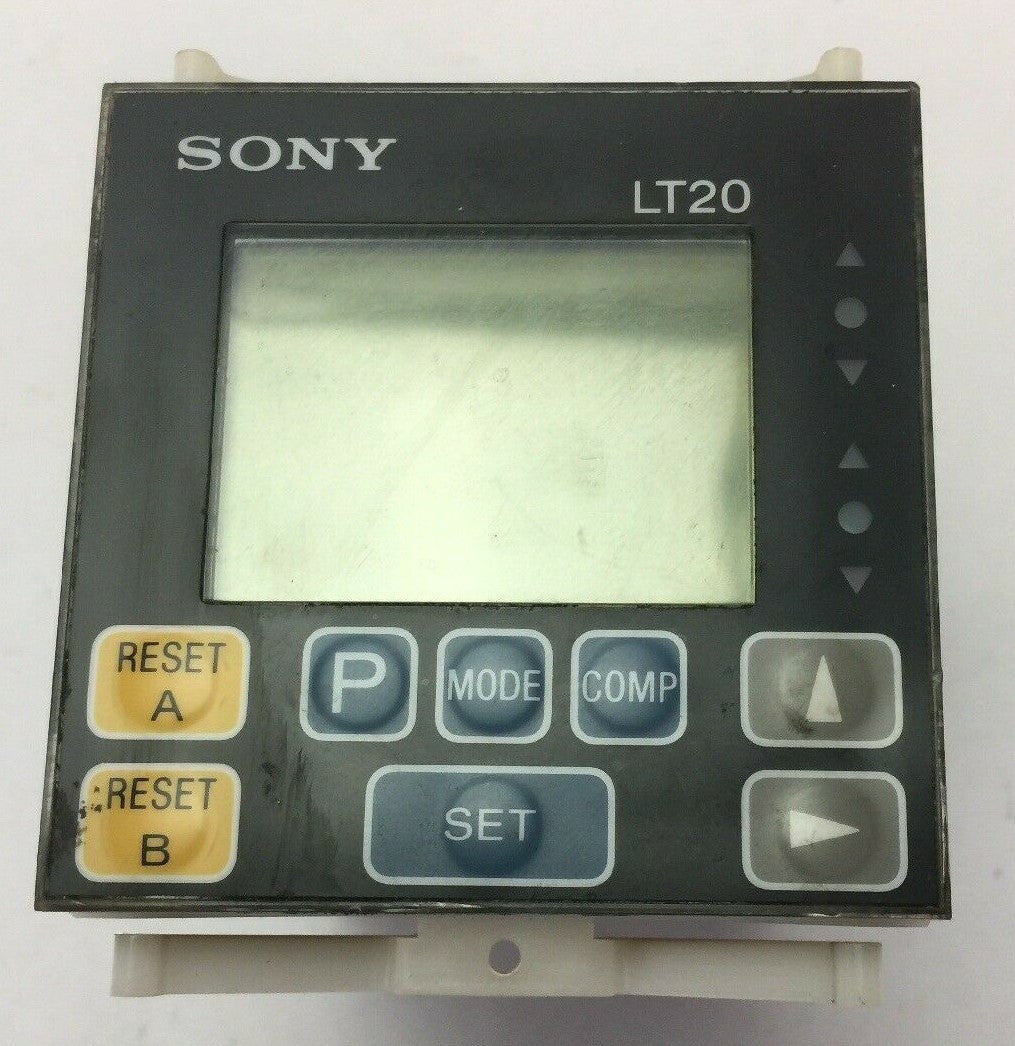 SONY
LT20
RESET
A
P
MODE
COMP
RESET
B
SET